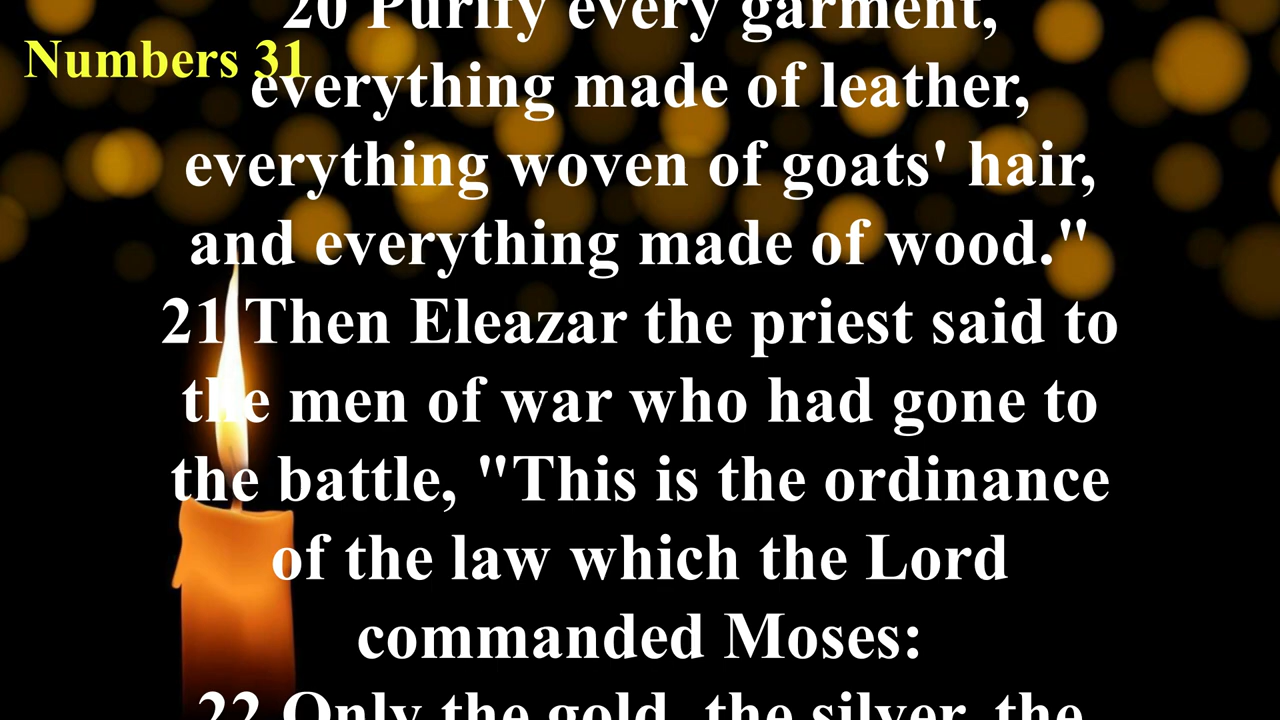 20 Purify every garment,
Numbers 31
everything made of leather,
everything woven of goats' hair,
and everything made of wood."
21 Then Eleazar the priest said to
the men of war who had gone to
the battle, "This is the ordinance
of the law which the Lord
commanded Moses:
22 Only the gold, the silver, the